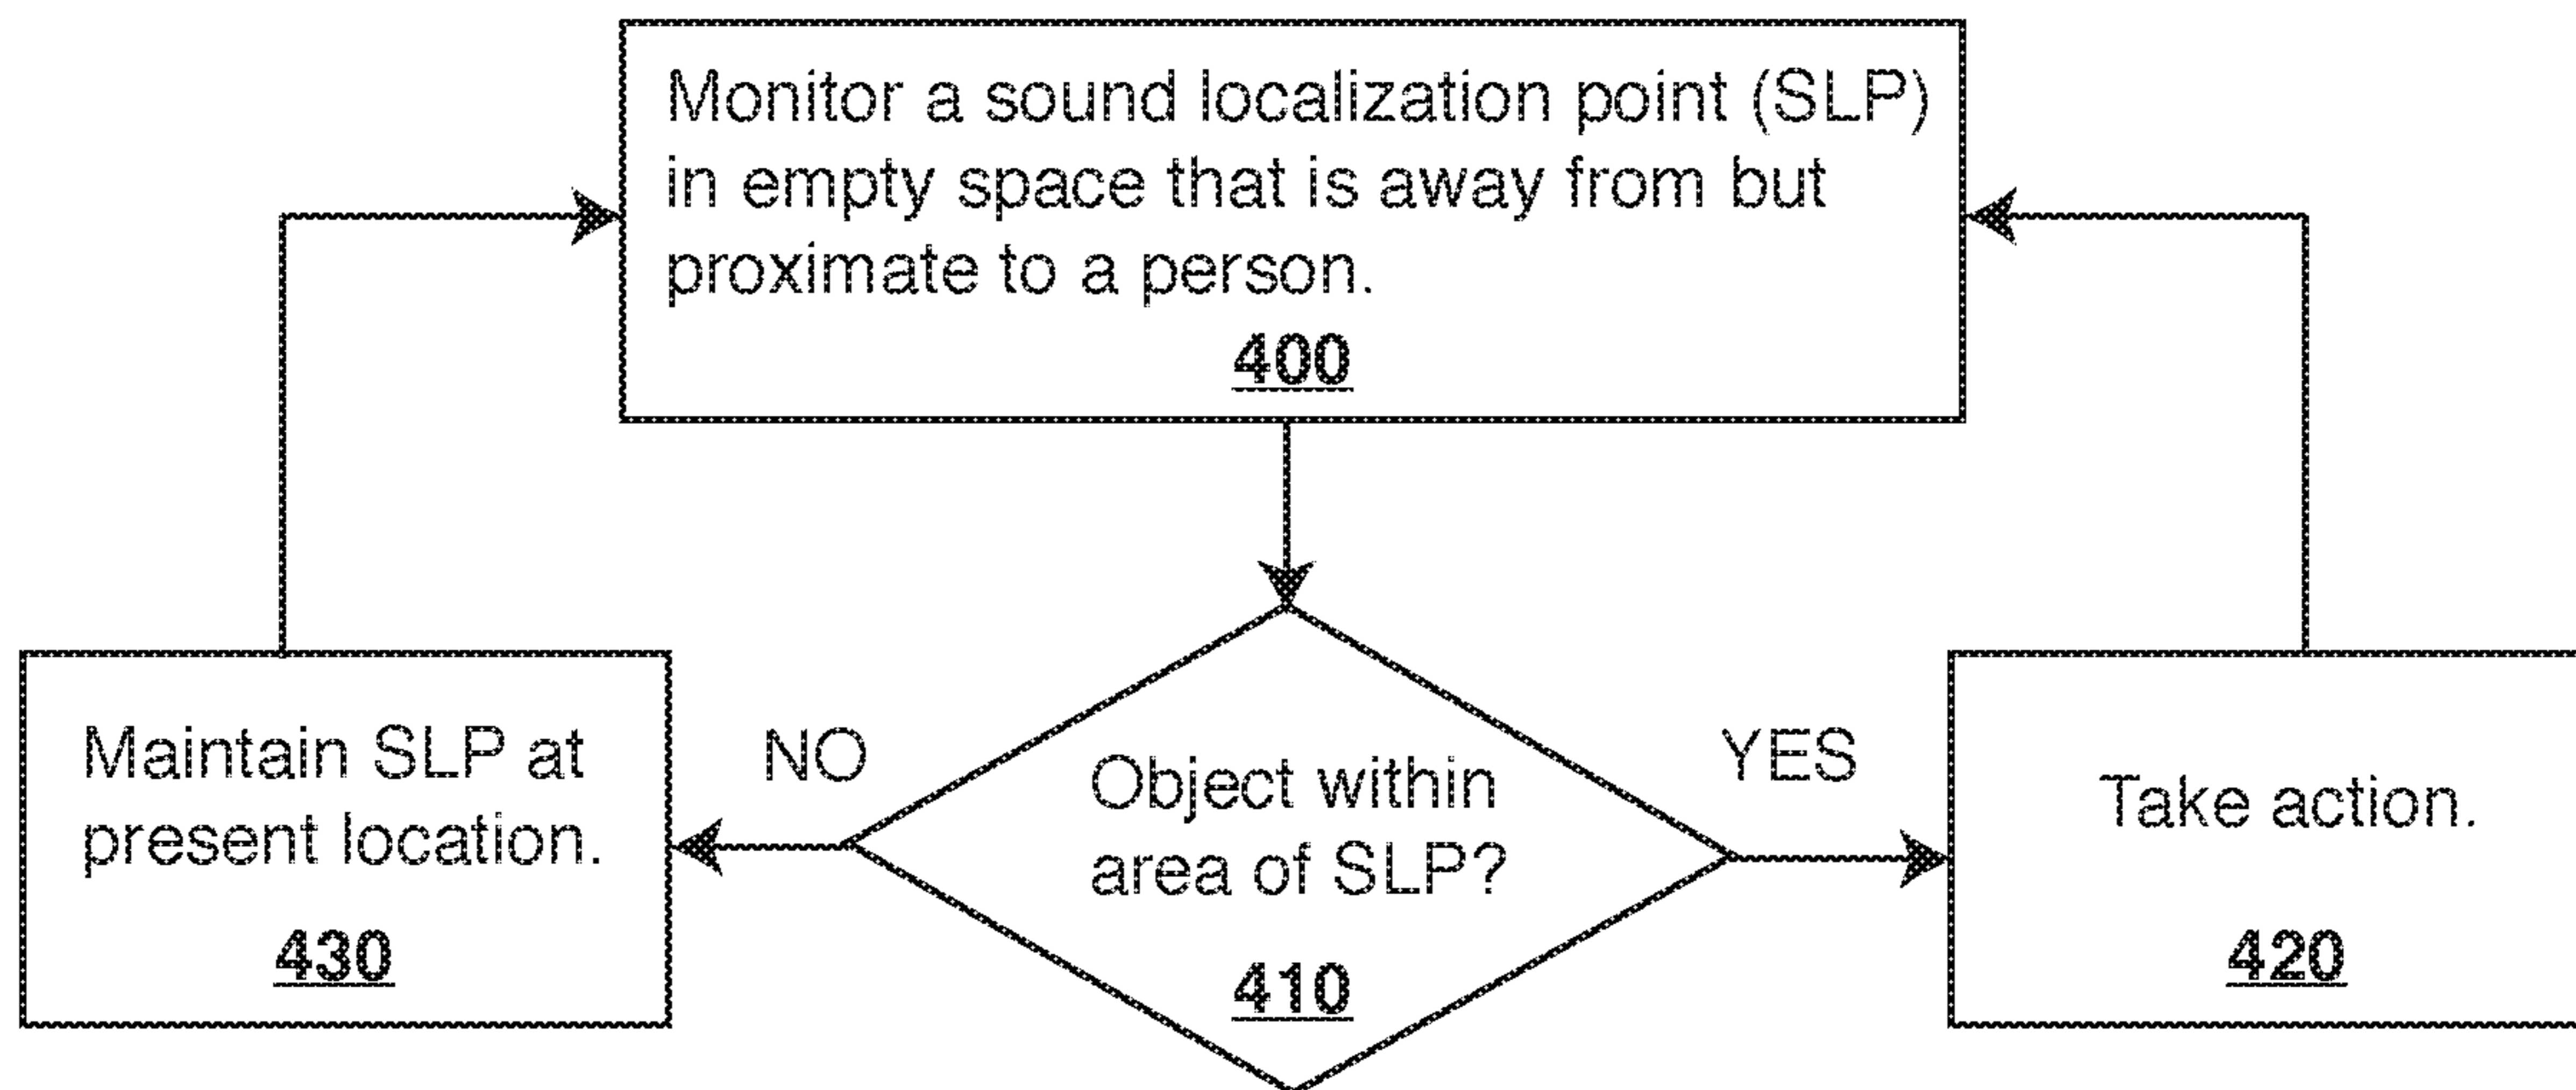 Monitor a sound localization point (SLP)
in empty space that is away from but
proximate to a person.
400
Maintain SLP at
present location.
430
NO
Object within
area of SLP?
410
YES
Take action.
420